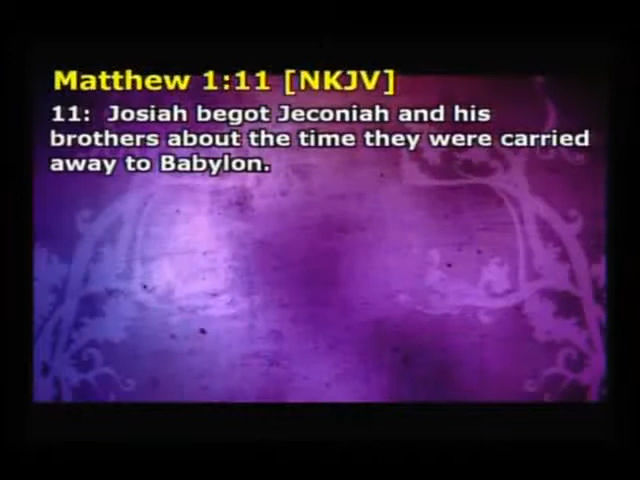 Matthew 1:11 [NKJV]
11: Josiah begot Jeconiah and his
brothers about the time they were carried
away to Babylon.